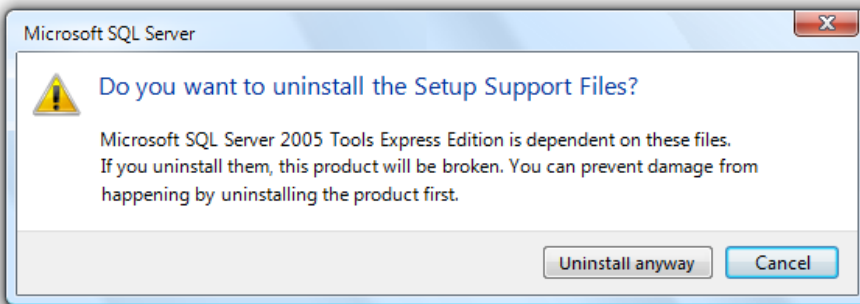 Microsoft SQL Server
Do you want to uninstall the Setup Support Files?
Microsoft SQL Server 2005 Tools Express Edition is dependent on these files.
If you uninstall them, this product will be broken. You can prevent damage from
happening by uninstalling the product first.
Uninstall anyway
Cancel